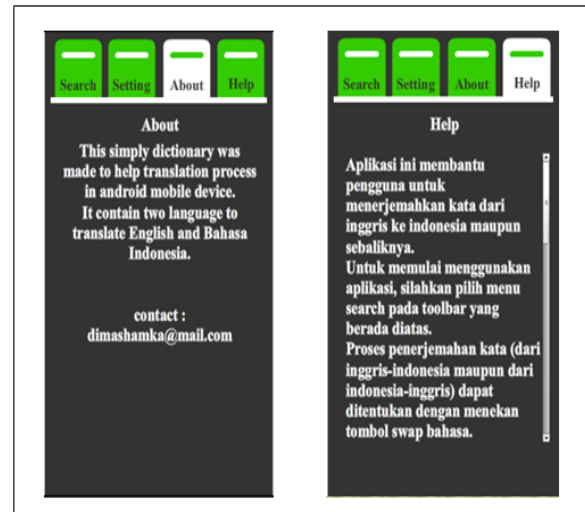 Search Setting About Help
About
This simply dictionary was
made to help translation process
in android mobile device.
It contain two language to
translate English and Bahasa
Indonesia.
contact :
dimashamka@mail.com
Search Setting About Help
Help
Aplikasi ini membantu
pengguna untuk
menerjemahkan kata dari
inggris ke indonesia maupun
sebaliknya.
Untuk memulai menggunakan
aplikasi, silahkan pilih menu
search pada toolbar yang
berada diatas.
Proses penerjemahan kata (dari
inggris-indonesia maupun dari
indonesia-inggris) dapat
ditentukan dengan menekan
tombol swap bahasa.